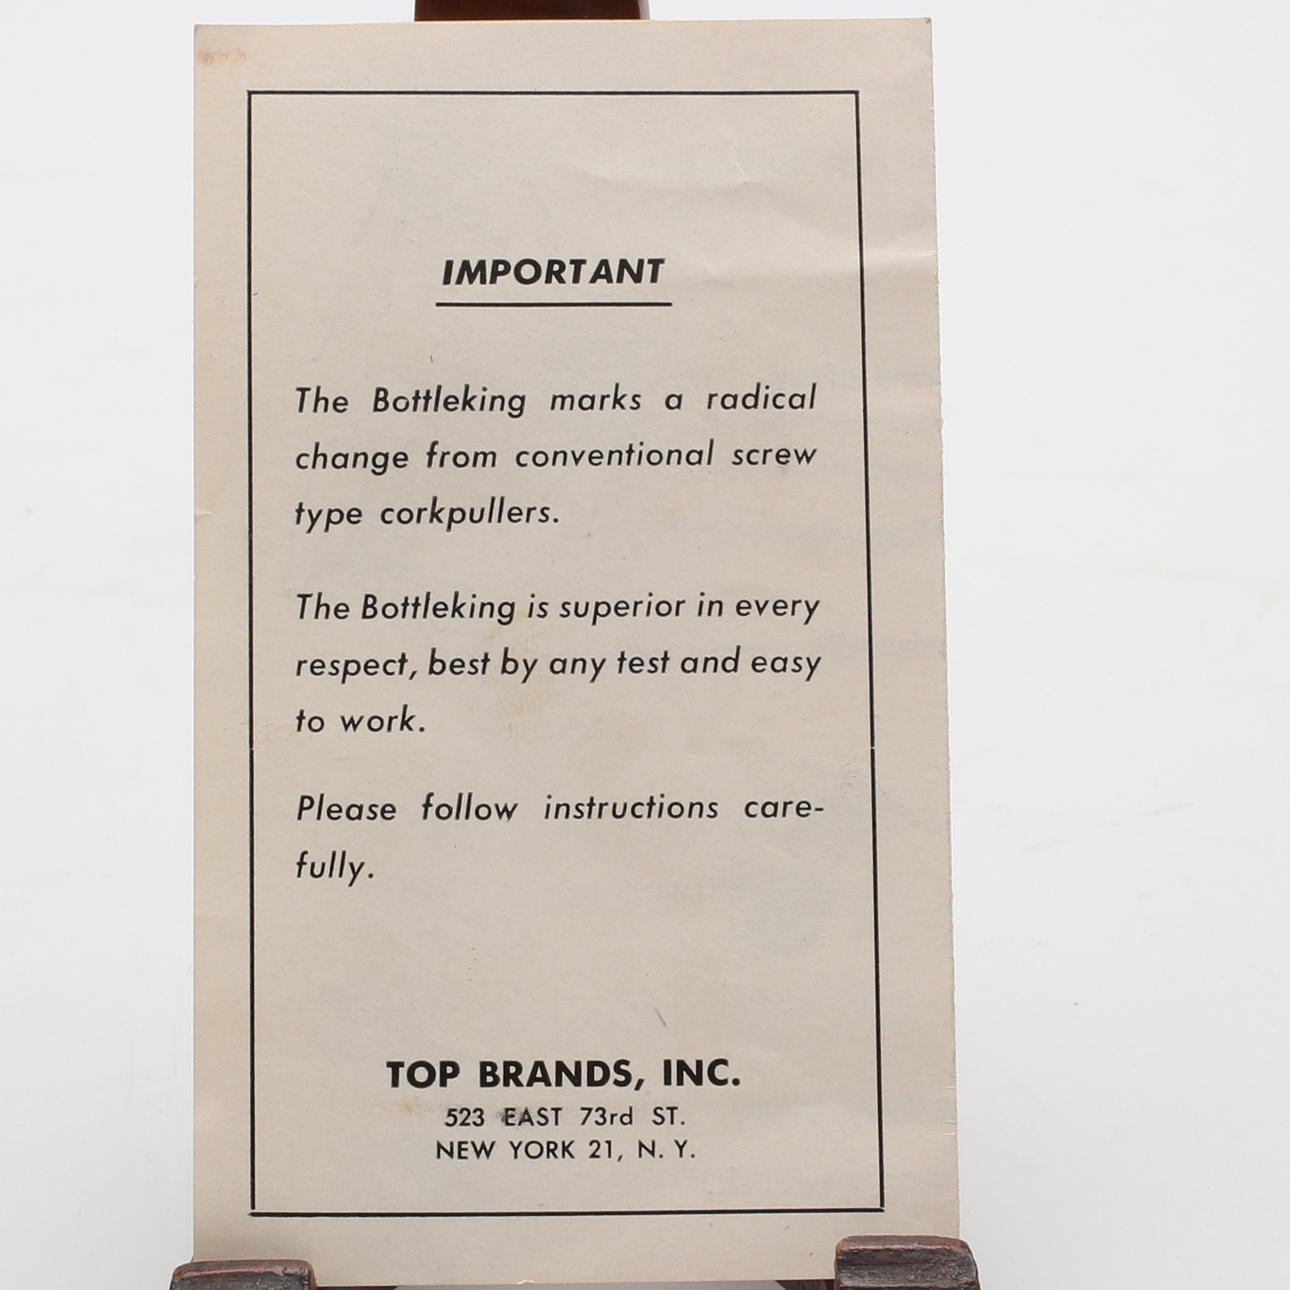 IMPORTANT
The Bottleking marks a radical
change from conventional screw
type corkpullers.
The Bottleking is superior in every
respect, best by any test and easy
to work.
Please follow instructions care-
fully.
TOP BRANDS, INC.
523 EAST 73rd ST.
NEW YORK 21, N. Y.